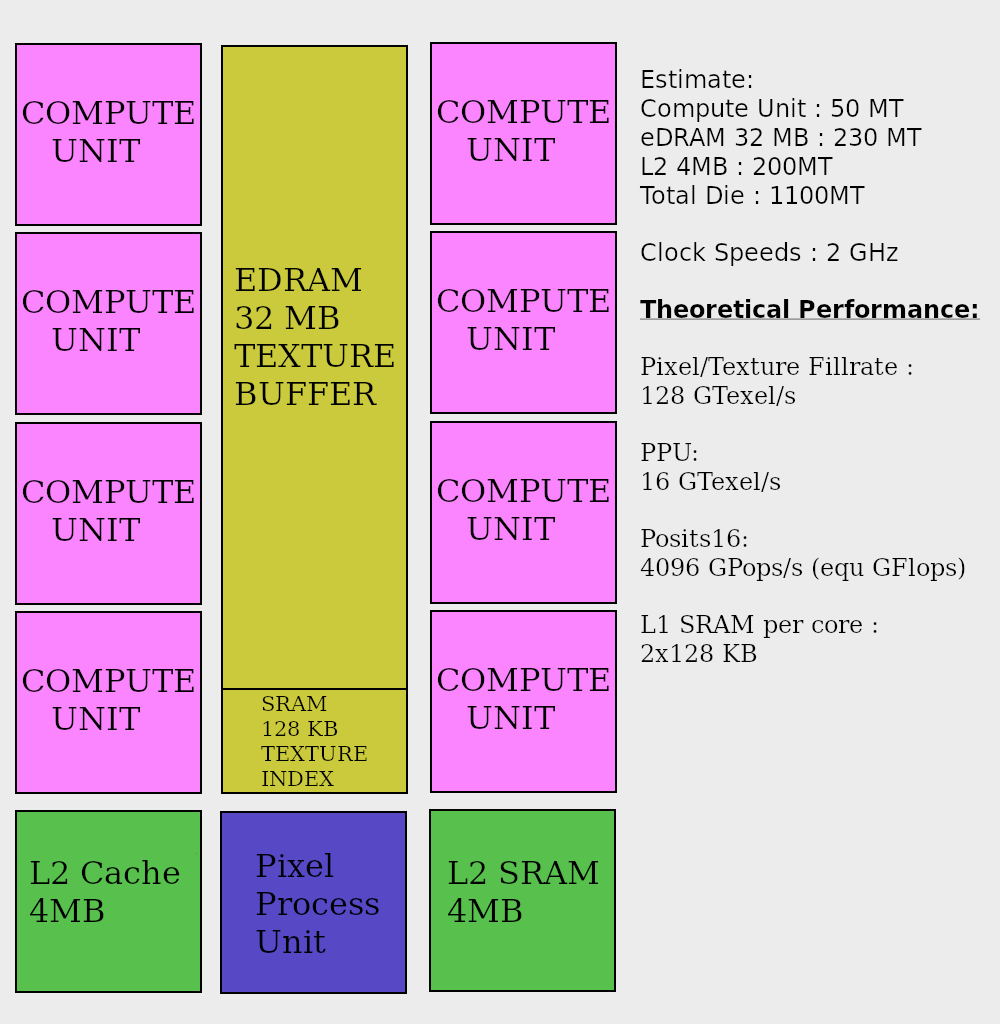 COMPUTE
UNIT
COMPUTE
UNIT
COMPUTE
UNIT
COMPUTE
UNIT
EDRAM
32 MB
TEXTURE
BUFFER
SRAM
128 KB
TEXTURE
INDEX
COMPUTE
UNIT
COMPUTE
UNIT
COMPUTE
UNIT
COMPUTE
UNIT
L2 Cache
4MB
Pixel
Process
Unit
L2 SRAM
4MB
Estimate:
Compute Unit : 50 MT
eDRAM 32 MB : 230 MT
L2 4MB : 200MT
Total Die : 1100MT
Clock Speeds : 2 GHz
Theoretical Performance:
Pixel/Texture Fillrate :
128 GTexel/s
PPU:
16 GTexel/s
Posits16:
4096 GPops/s (equ GFlops)
L1 SRAM per core :
2x128 KB